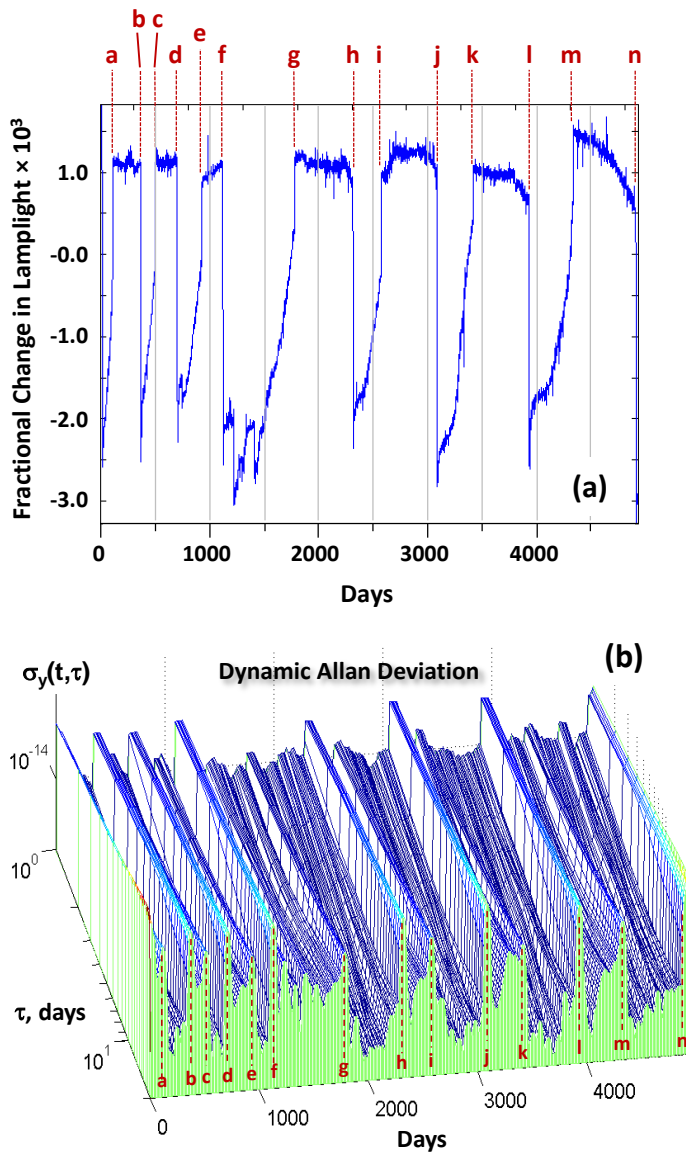 a b c d e f g h i j k l m n
Fractional Change in Lamplight × 10³
1.0
-0.0
-1.0
-2.0
-3.0
(a)
0 1000 2000 3000 4000
Days
σy(t,τ)
Dynamic Allan Deviation
(b)
10⁻¹⁴
10⁰
τ, days
10¹
a b c d e f g h i j k l m n
0 1000 2000 3000 4000
Days